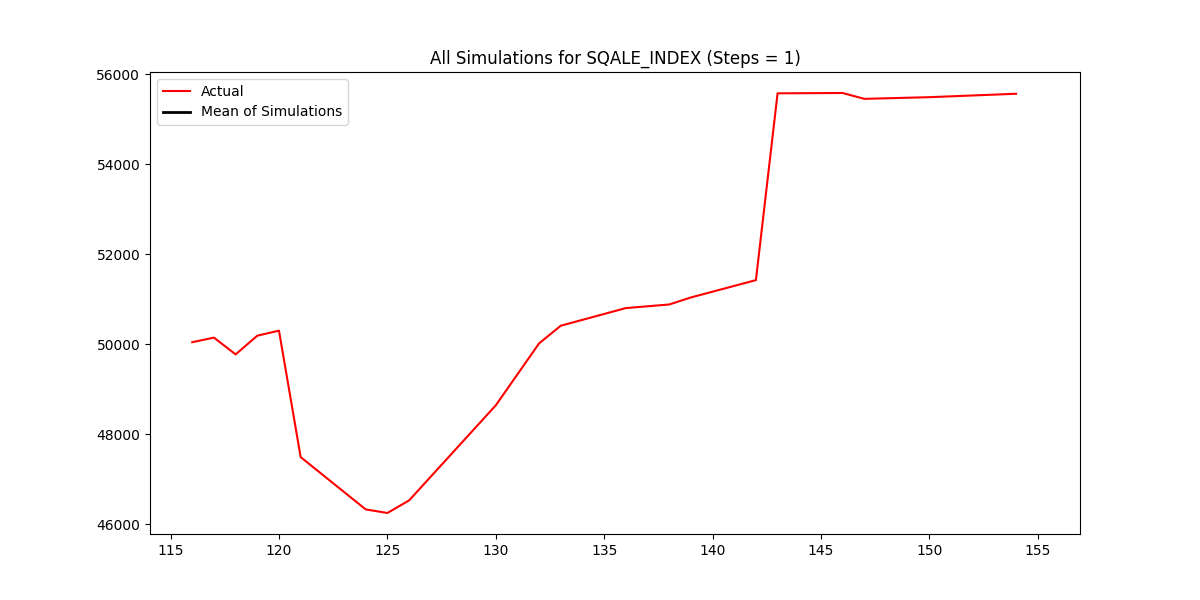 All Simulations for SQALE_INDEX (Steps = 1)
Actual
Mean of Simulations
56000
54000
52000
50000
48000
46000
115 120 125 130 135 140 145 150 155